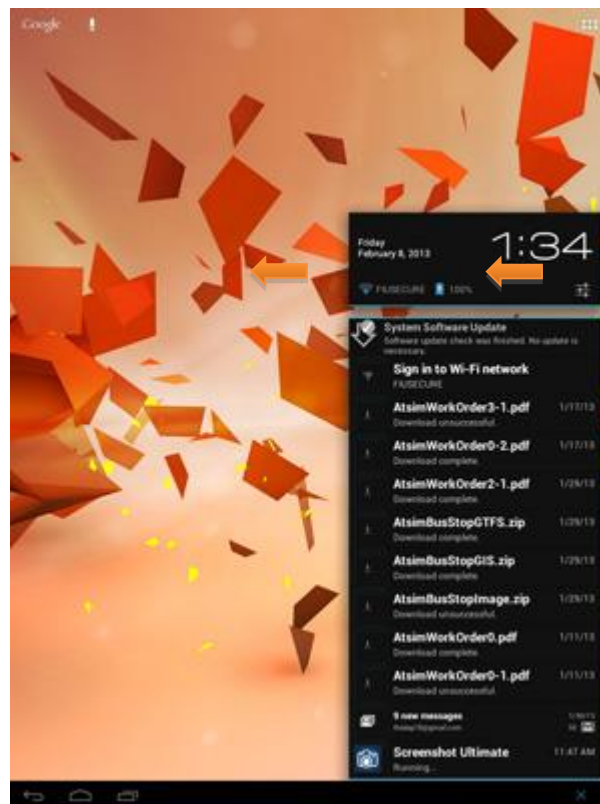 Google
Friday
February 8, 2013
1:34
FIUSECURE 100%
System Software Update
Software update check was finished. No update is
necessary.
Sign in to Wi-Fi network
FIUSECURE
AtsimWorkOrder3-1.pdf 1/17/13
Download unsuccessful.
AtsimWorkOrder0-2.pdf 1/17/13
Download complete.
AtsimWorkOrder2-1.pdf 1/29/13
Download complete.
AtsimBusStopGTFS.zip 1/29/13
Download complete.
AtsimBusStopGIS.zip 1/29/13
Download complete.
AtsimBusStopImage.zip 1/29/13
Download unsuccessful.
AtsimWorkOrder0.pdf 1/11/13
Download complete.
AtsimWorkOrder0-1.pdf 1/11/13
Download unsuccessful.
9 new messages
Screenshot Ultimate 11:47 AM
Running...